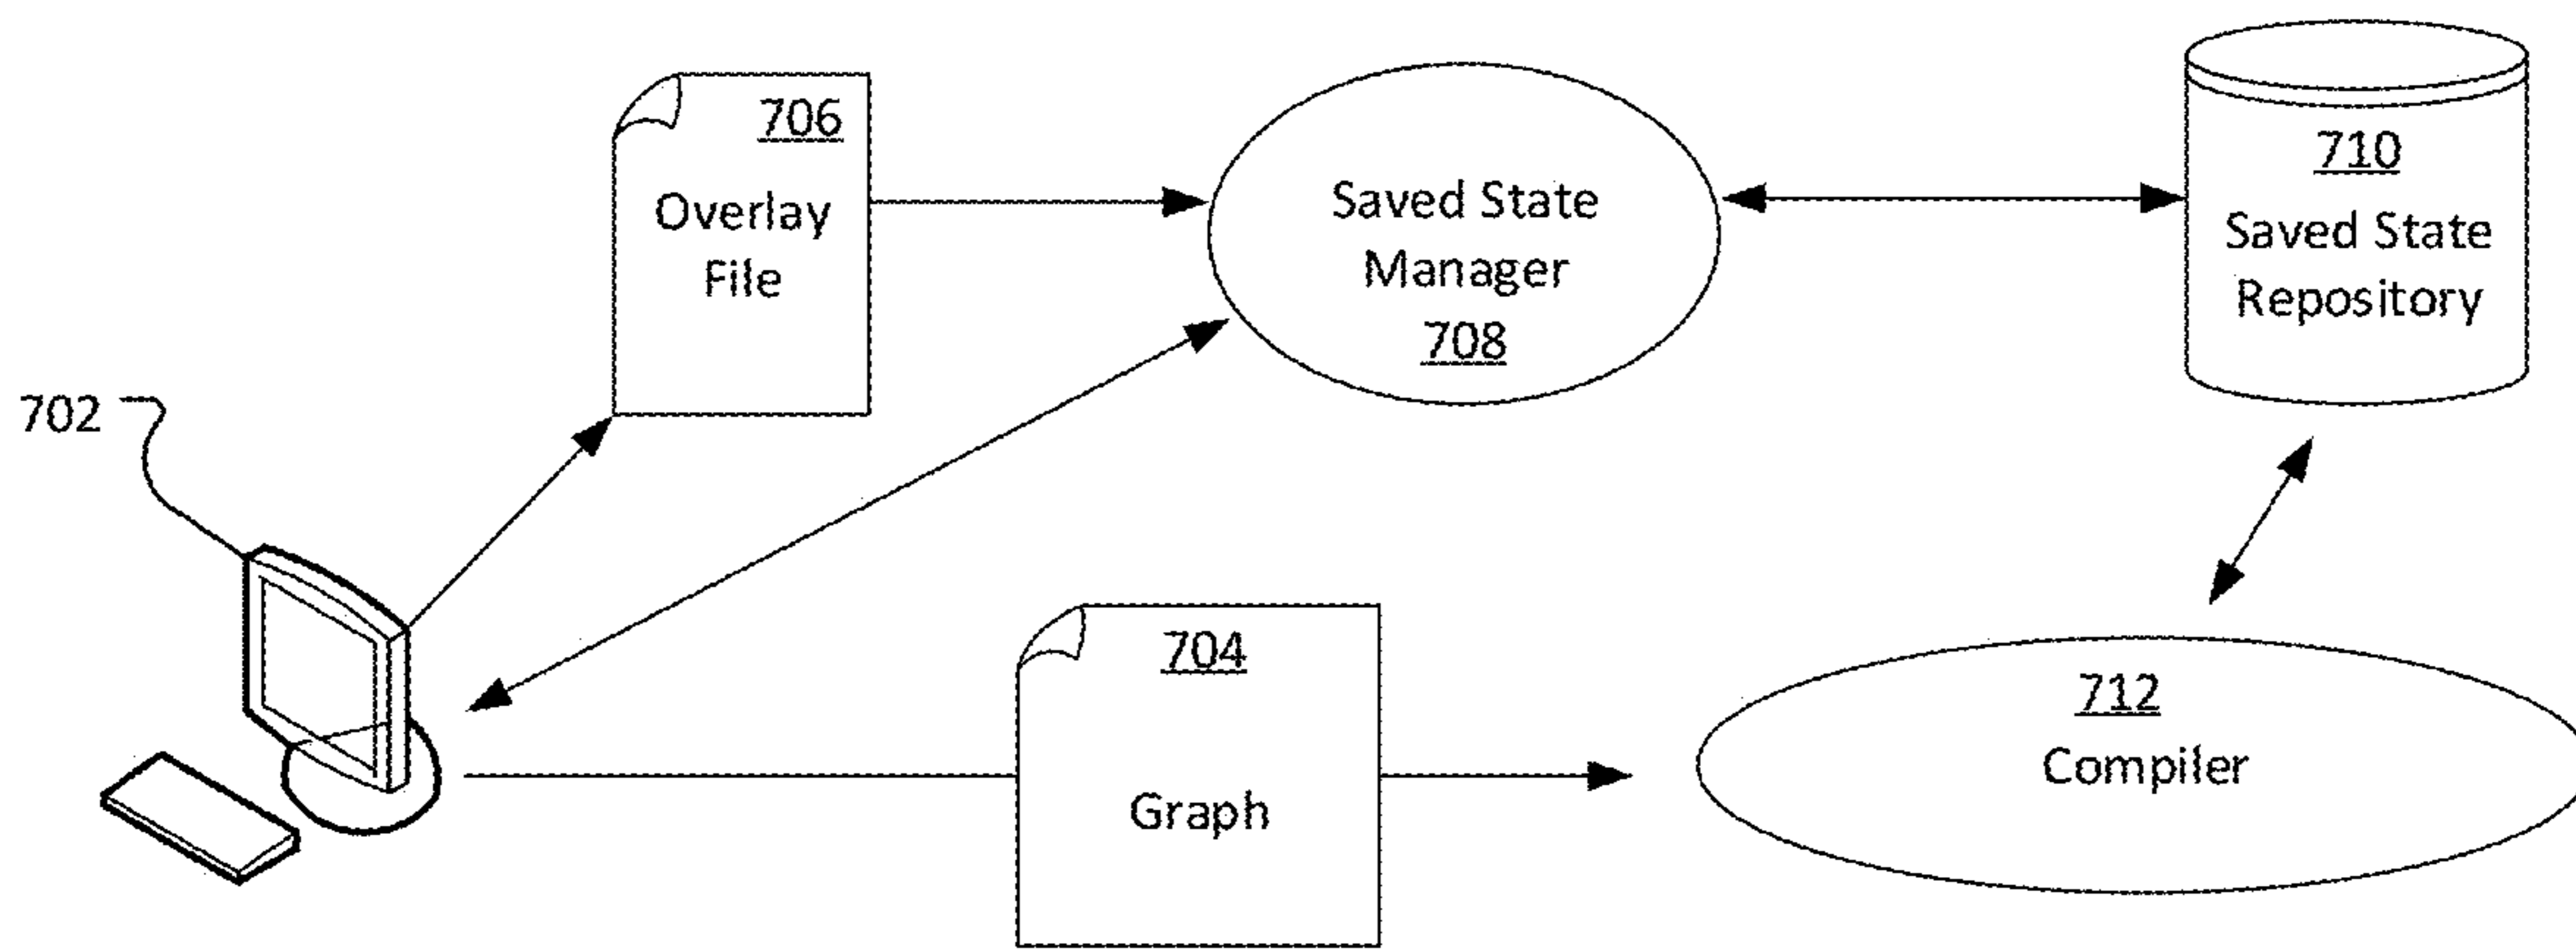 706
Overlay
File
Saved State
Manager
708
710
Saved State
Repository
702
704
Graph
712
Compiler